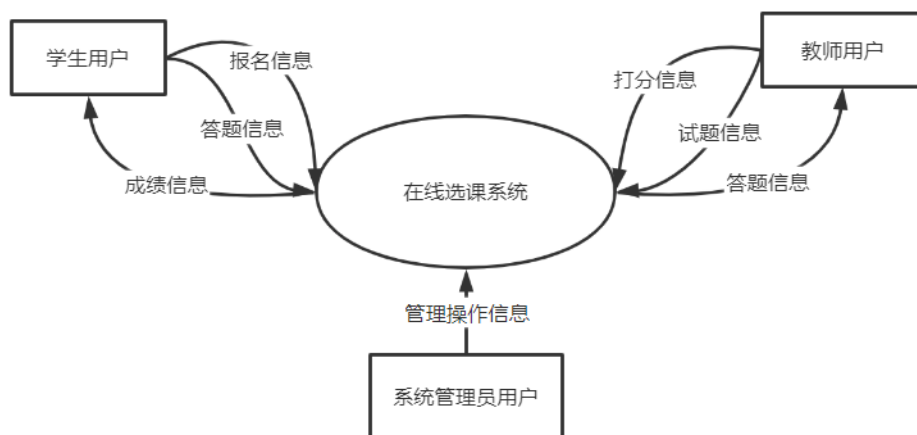 学生用户
教师用户
报名信息
打分信息
答题信息
试题信息
成绩信息
在线选课系统
答题信息
管理操作信息
系统管理员用户